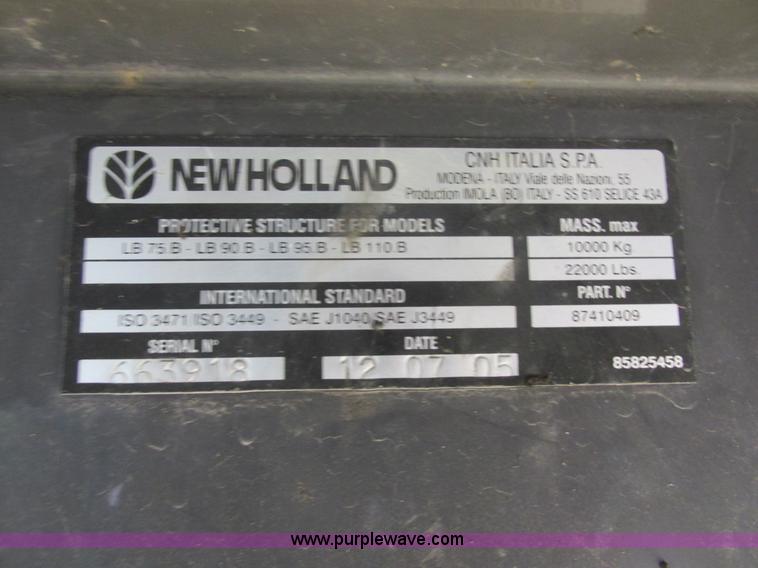 NEW HOLLAND
CNH ITALIA S.P.A.
MODENA - ITALY Viale delle Nazioni, 55
Production IMOLA (BO) ITALY - SS 610 SELICE 43A
PROTECTIVE STRUCTURE FOR MODELS
MASS. max
LB 75 B - LB 90 B - LB 95 B - LB 110 B
10000 Kg
22000 Lbs.
INTERNATIONAL STANDARD
PART. N°
ISO 3471/ISO 3449 - SAE J1040/SAE J3449
87410409
SERIAL N°
DATE
663918
12 07 05
85825458
www.purplewave.com